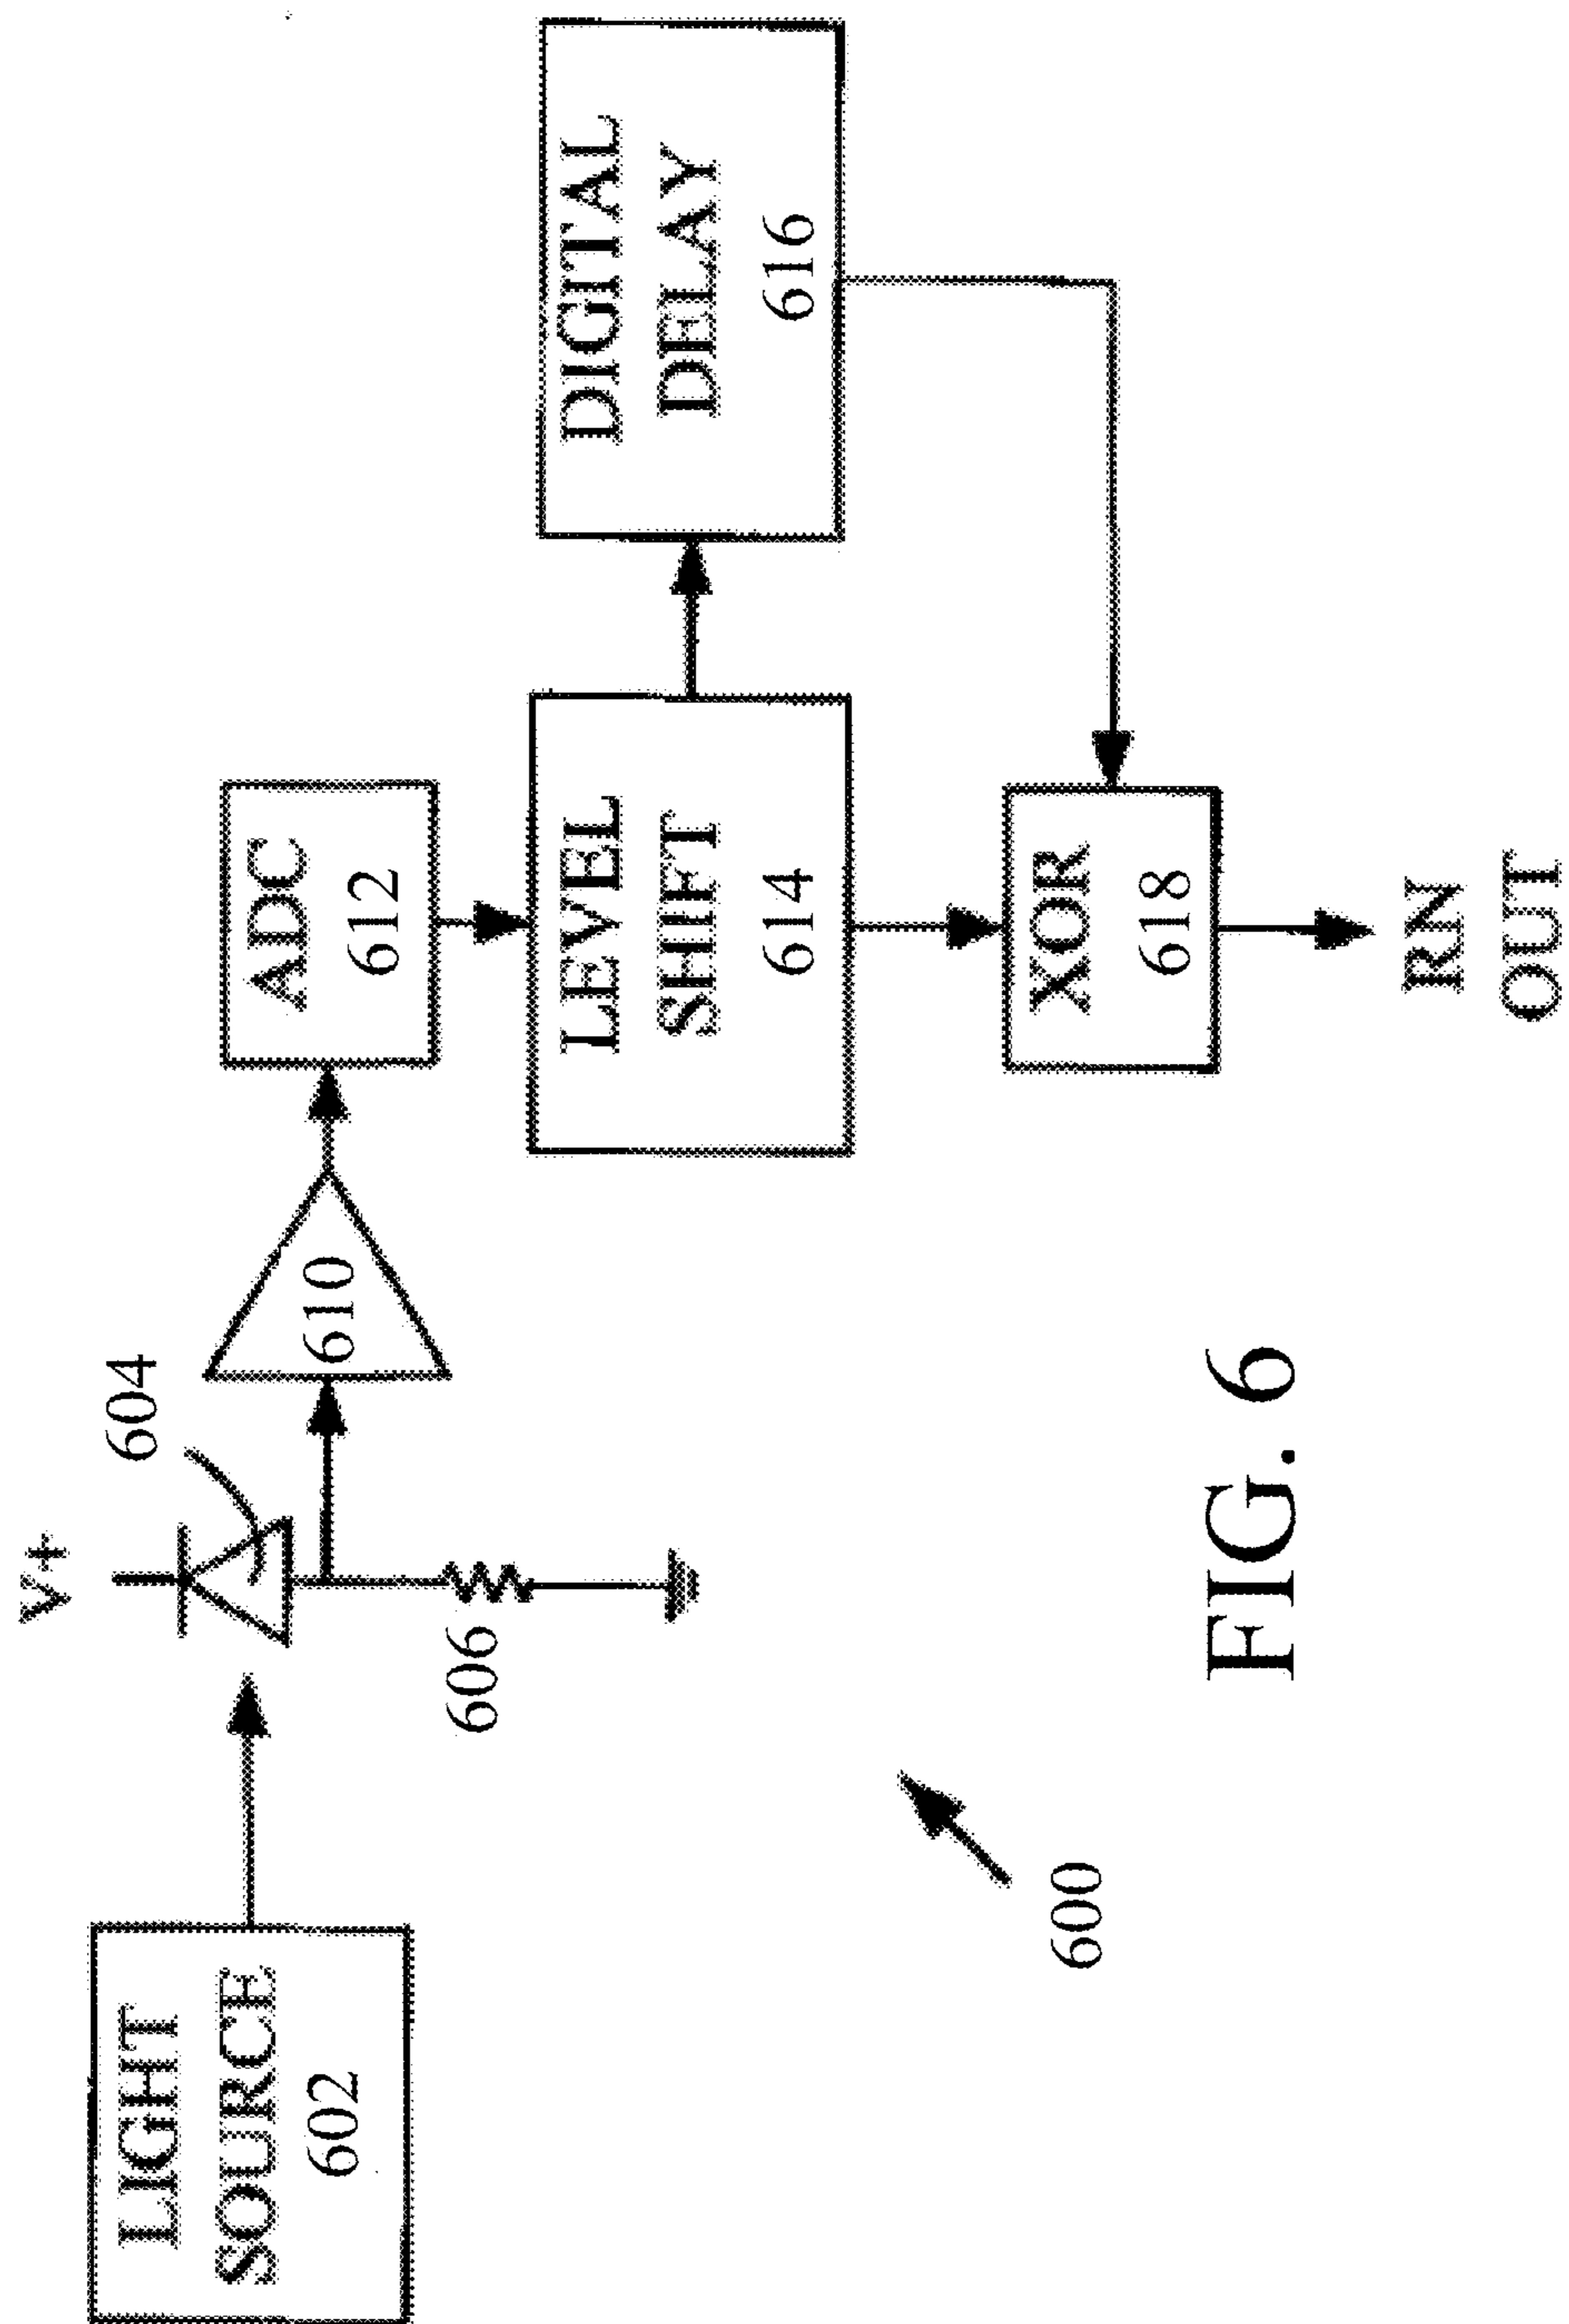 LIGHT
SOURCE
602
V+
604
606
610
ADC
612
LEVEL
SHIFT
614
DIGITAL
DELAY
616
XOR
618
RN
OUT
600
FIG. 6